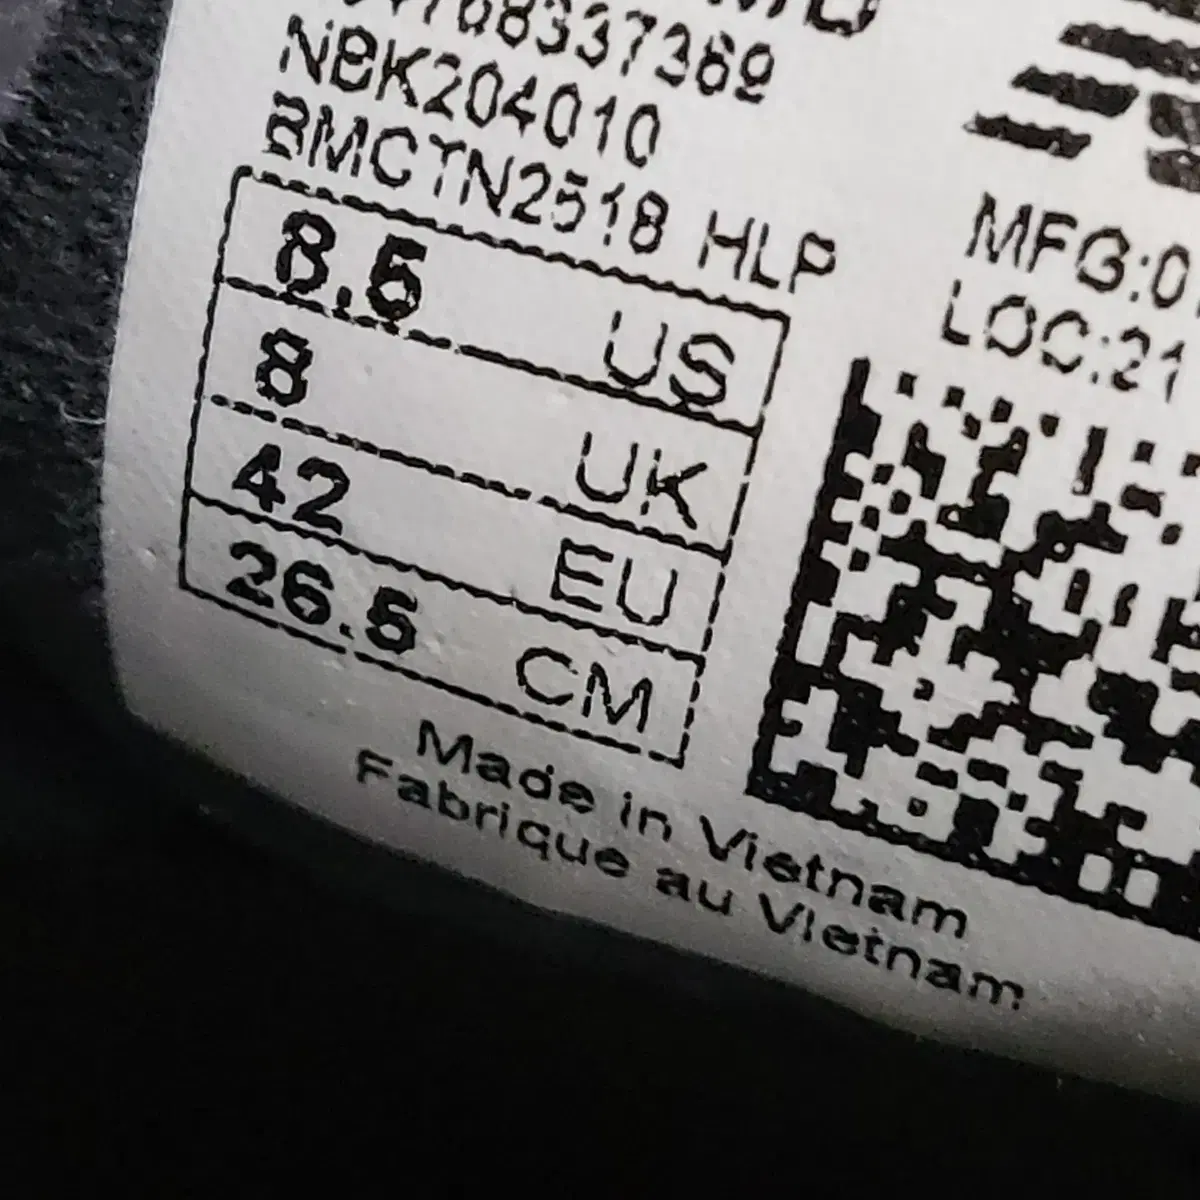 NBK204010
BMCTN2518 HLP
8.5 US
8 UK
42 EU
26.5 CM
Made in Vietnam
Fabrique au Vietnam
MFG:0
LOC:21